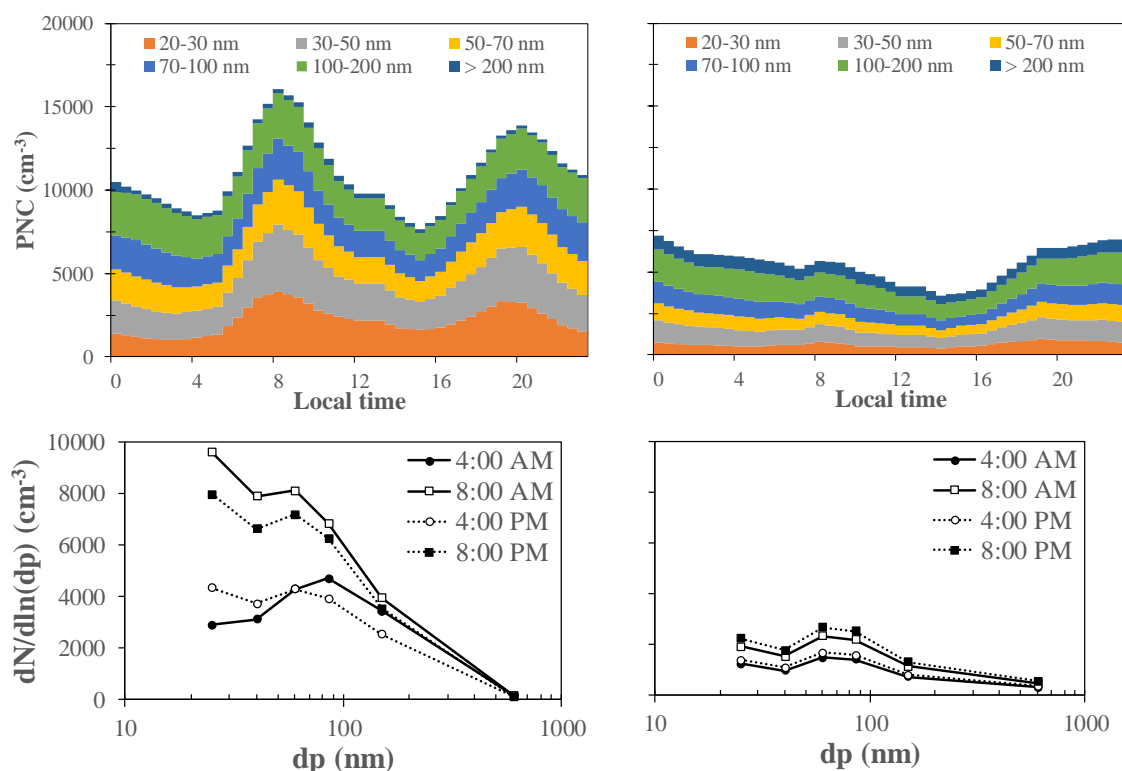 20000
15000
10000
5000
0
PNC (cm-3)
20-30 nm 30-50 nm 50-70 nm
70-100 nm 100-200 nm > 200 nm
0 4 8 12 16 20
Local time
20-30 nm 30-50 nm 50-70 nm
70-100 nm 100-200 nm > 200 nm
0 4 8 12 16 20
Local time
10000
8000
6000
4000
2000
0
dN/dln(dp) (cm-3)
4:00 AM
8:00 AM
4:00 PM
8:00 PM
10 100 1000
dp (nm)
4:00 AM
8:00 AM
4:00 PM
8:00 PM
10 100 1000
dp (nm)